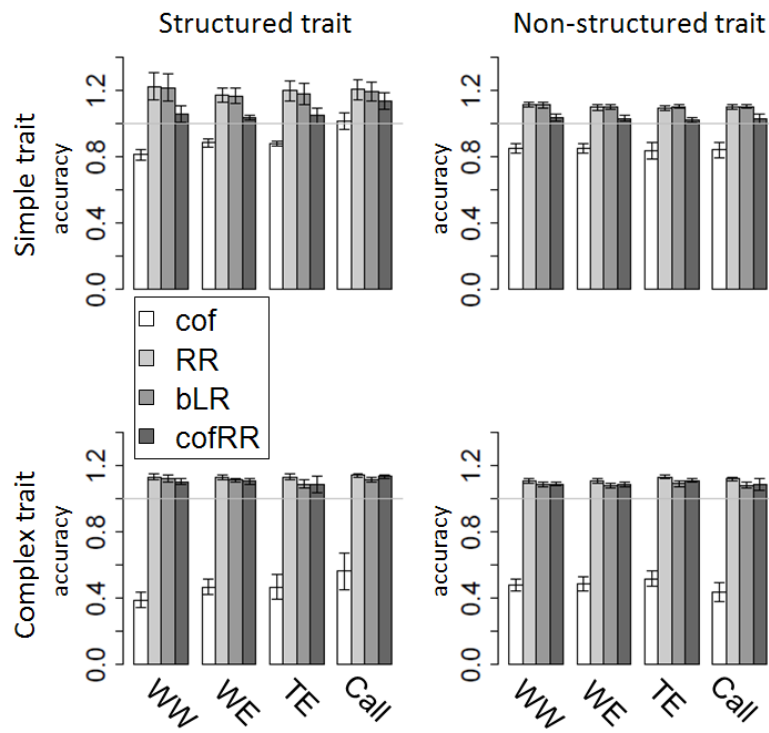 Structured trait
Non-structured trait
Simple trait
accuracy
0.0 0.4 0.8 1.2
accuracy
0.0 0.4 0.8 1.2
cof
RR
bLR
cofRR
Complex trait
accuracy
0.0 0.4 0.8 1.2
accuracy
0.0 0.4 0.8 1.2
WW WE TE Call
WW WE TE Call